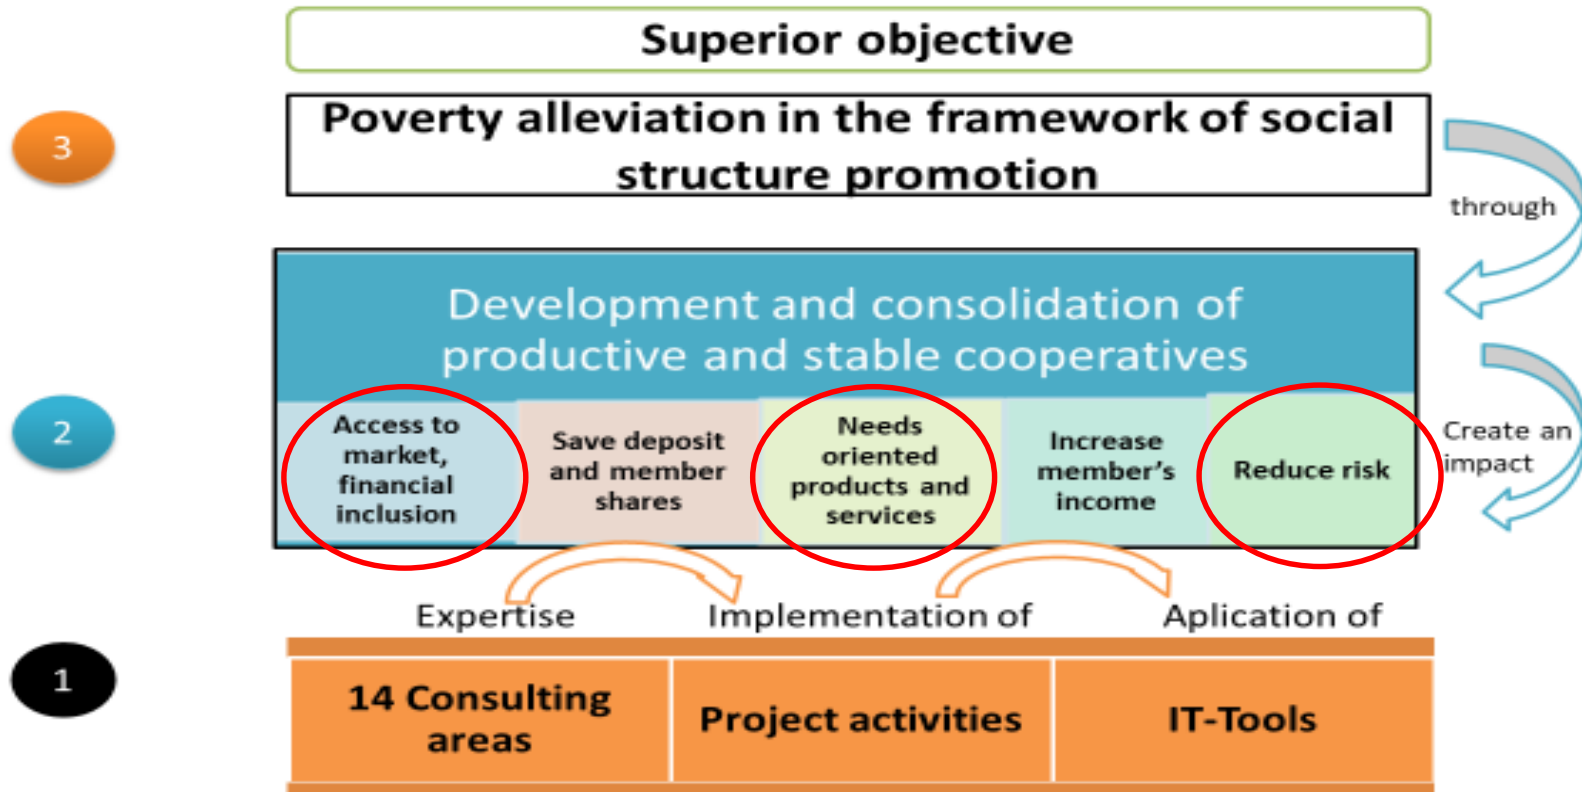 Superior objective
3
Poverty alleviation in the framework of social
structure promotion
through
Development and consolidation of
productive and stable cooperatives
2
Access to
market,
financial
inclusion
Save deposit
and member
shares
Needs
oriented
products and
services
Increase
member's
income
Reduce risk
Create an
impact
Expertise
Implementation of
Aplication of
1
14 Consulting
areas
Project activities
IT-Tools